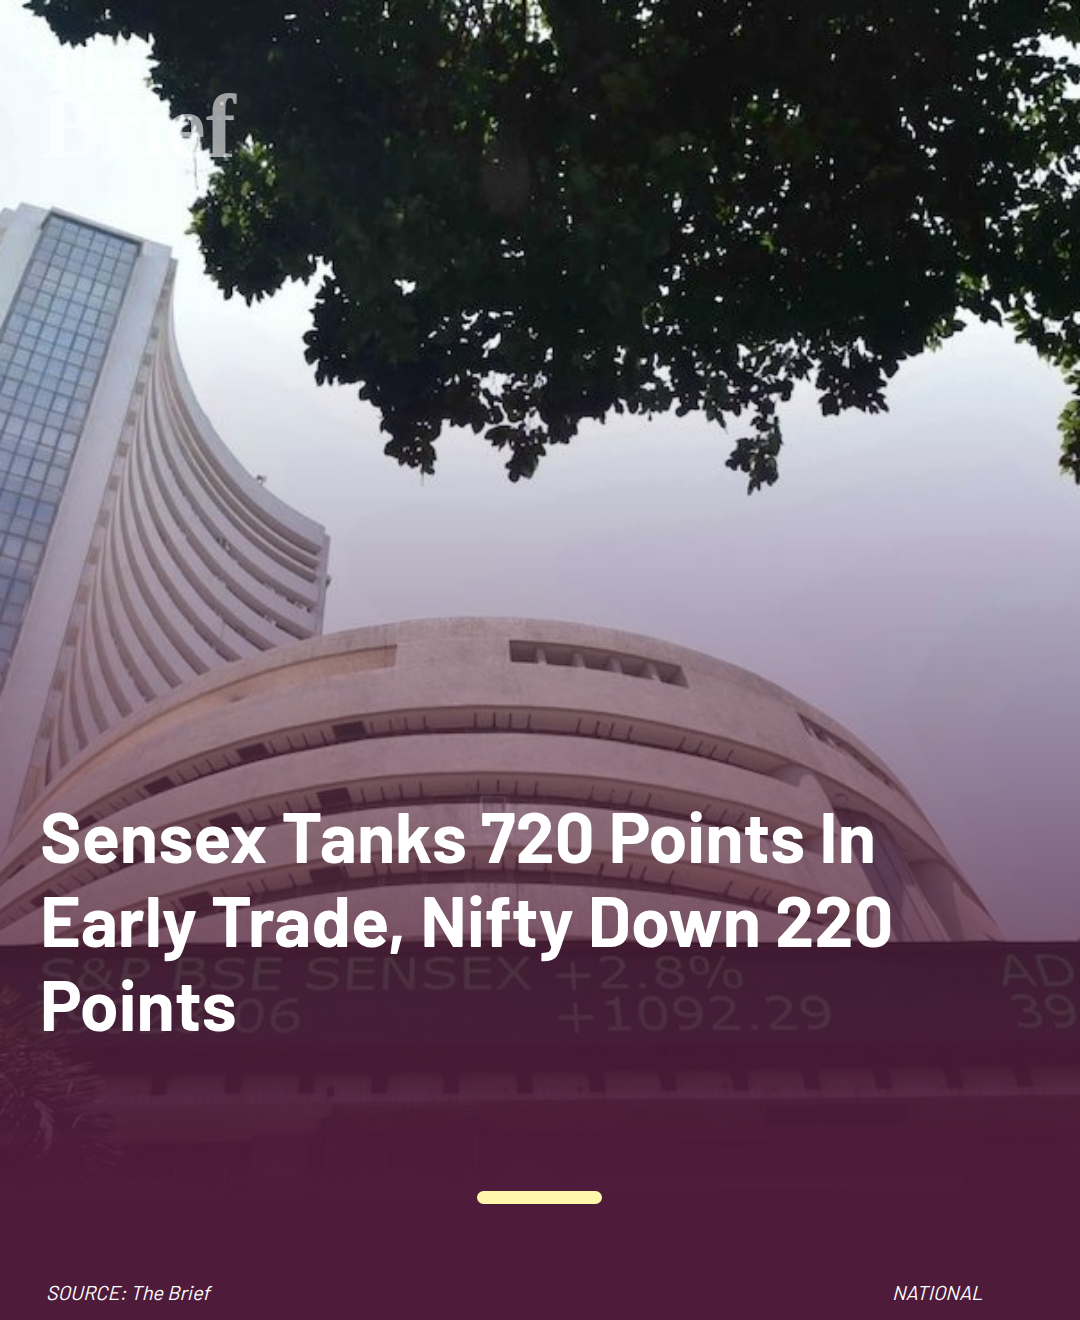 Brief
Sensex Tanks 720 Points In
Early Trade, Nifty Down 220
Points
S&P BSE SENSEX +2.8%
06 +1092.29
AD
39
SOURCE: The Brief
NATIONAL